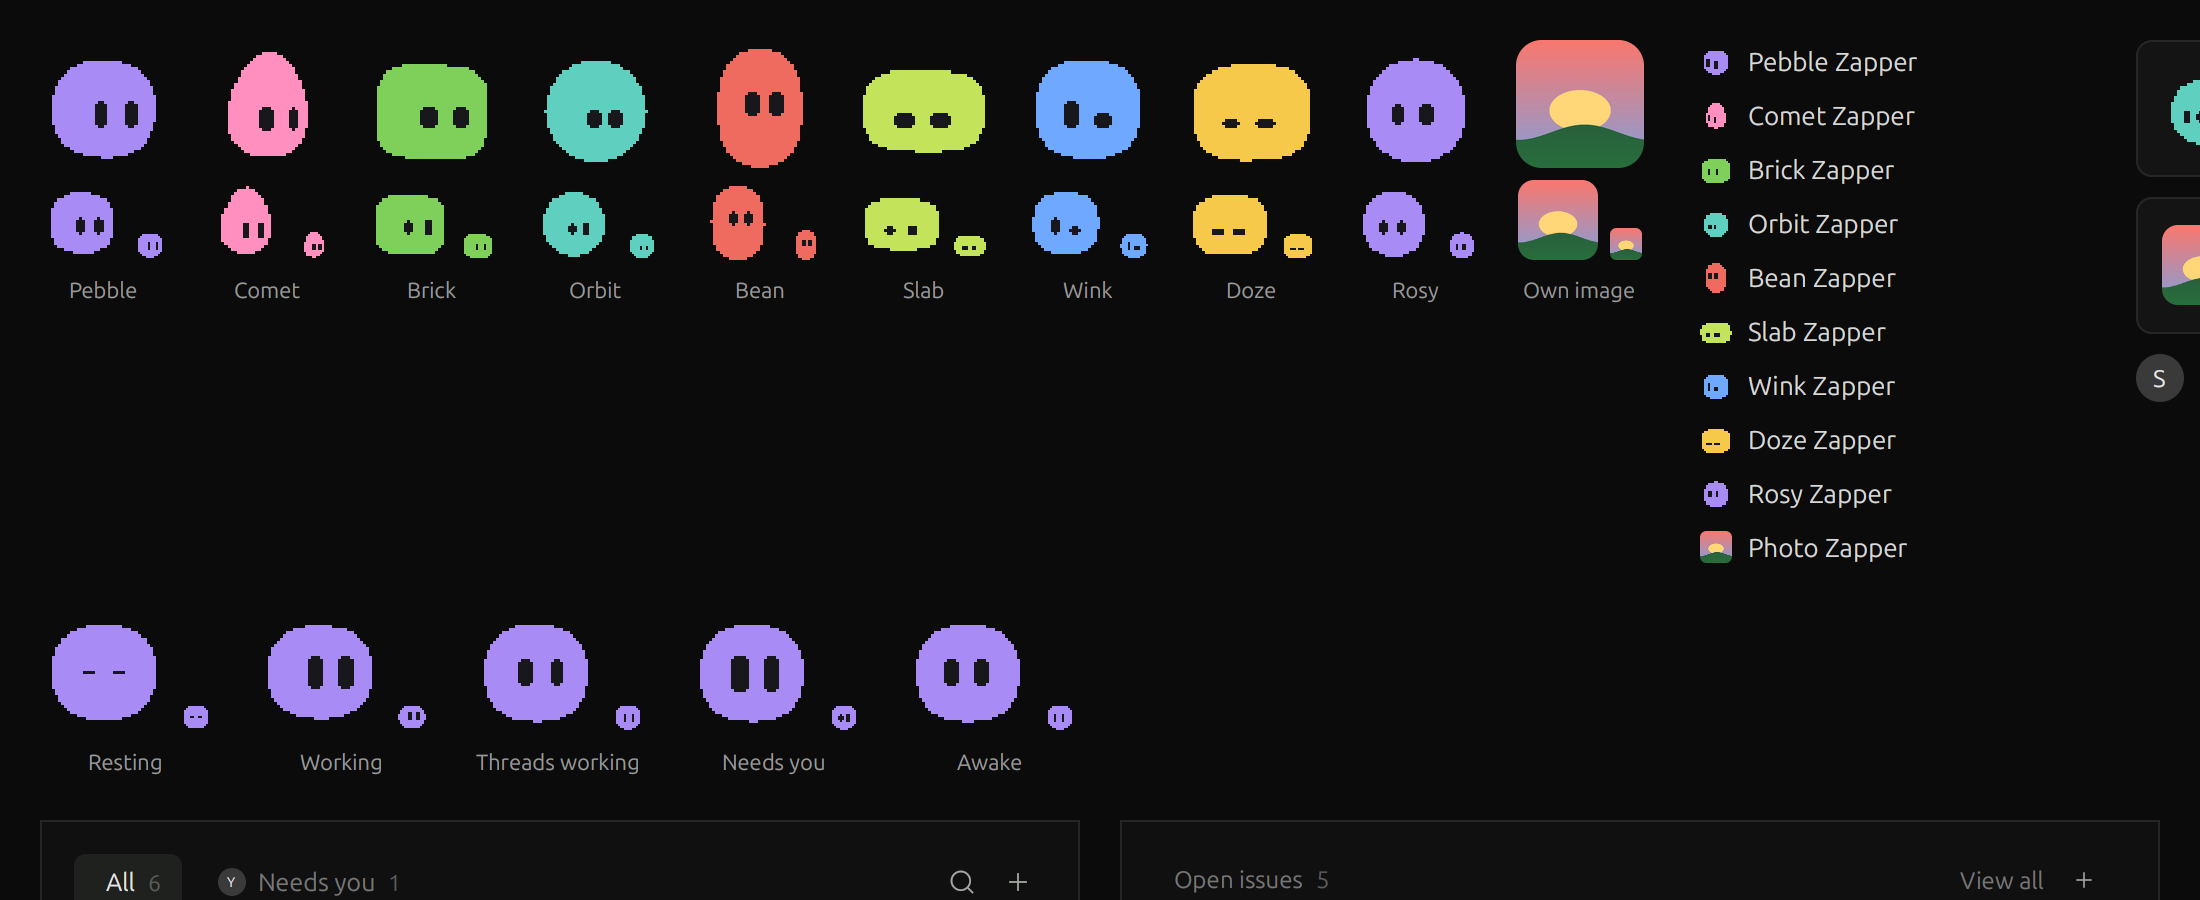 Pebble
Comet
Brick
Orbit
Bean
Slab
Wink
Doze
Rosy
Own image
Pebble Zapper
Comet Zapper
Brick Zapper
Orbit Zapper
Bean Zapper
Slab Zapper
Wink Zapper
Doze Zapper
Rosy Zapper
Photo Zapper
S
Resting
Working
Threads working
Needs you
Awake
All 6
Y Needs you 1
Open issues 5
View all